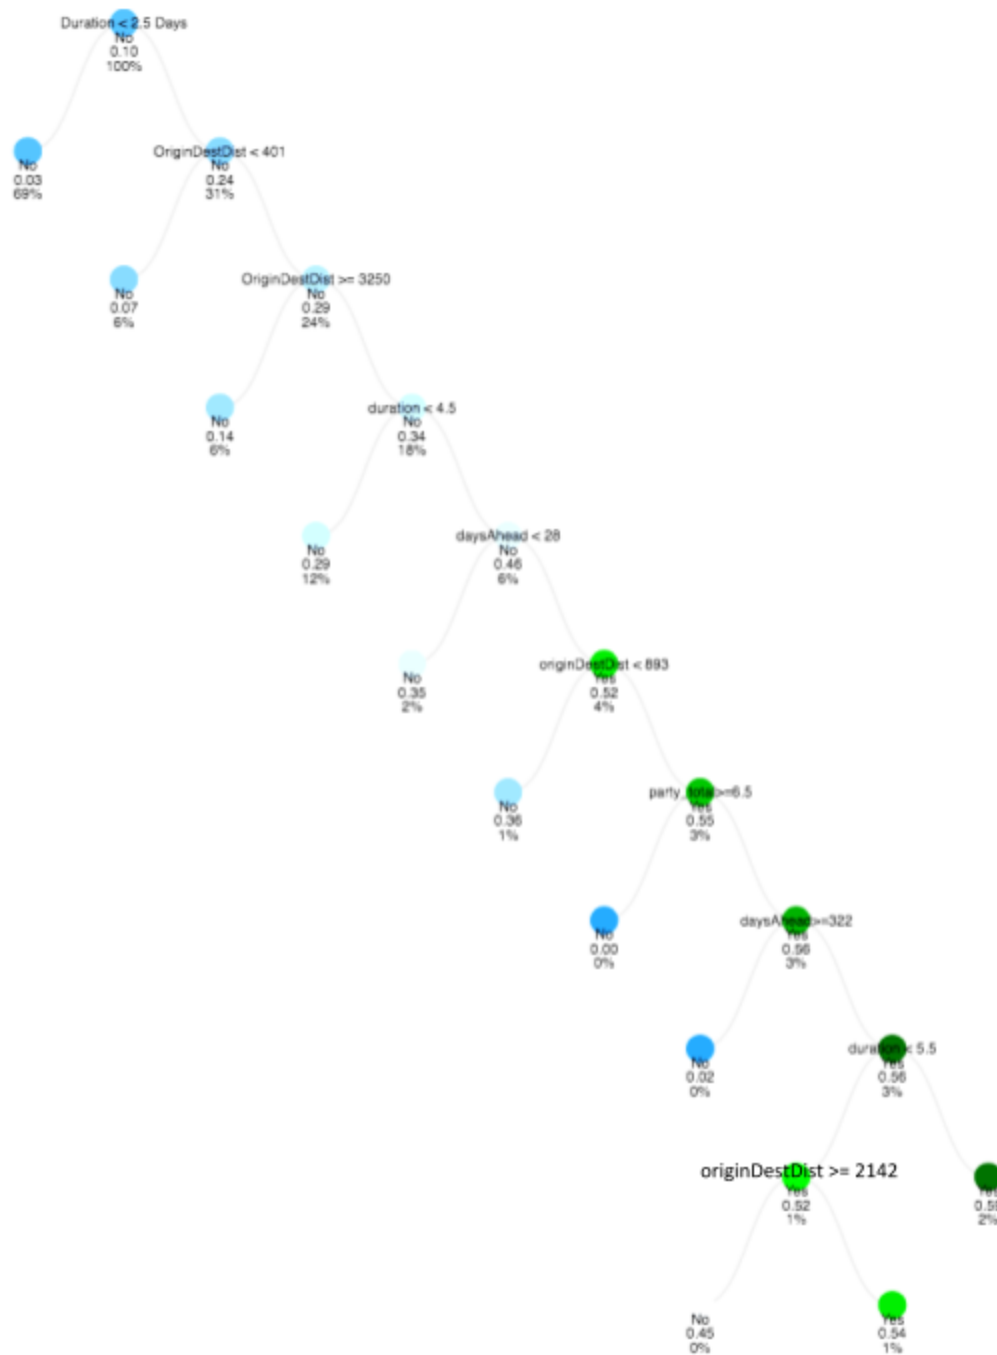 Duration < 2.5 Days
No
0.10
100%
OriginDestDist < 401
No
0.03
69%
No
0.24
31%
OriginDestDist >= 3250
No
0.07
6%
No
0.29
24%
duration < 4.5
No
0.14
6%
No
0.34
18%
daysAhead < 28
No
0.29
12%
No
0.46
6%
originDestDist < 893
No
0.35
2%
Yes
0.52
4%
party_total>=6.5
No
0.36
1%
Yes
0.55
3%
daysAhead>=322
No
0.00
0%
Yes
0.56
3%
duration < 5.5
No
0.02
0%
Yes
0.56
3%
originDestDist >= 2142
Yes
0.52
1%
Yes
2%
No
0.45
0%
Yes
0.54
1%